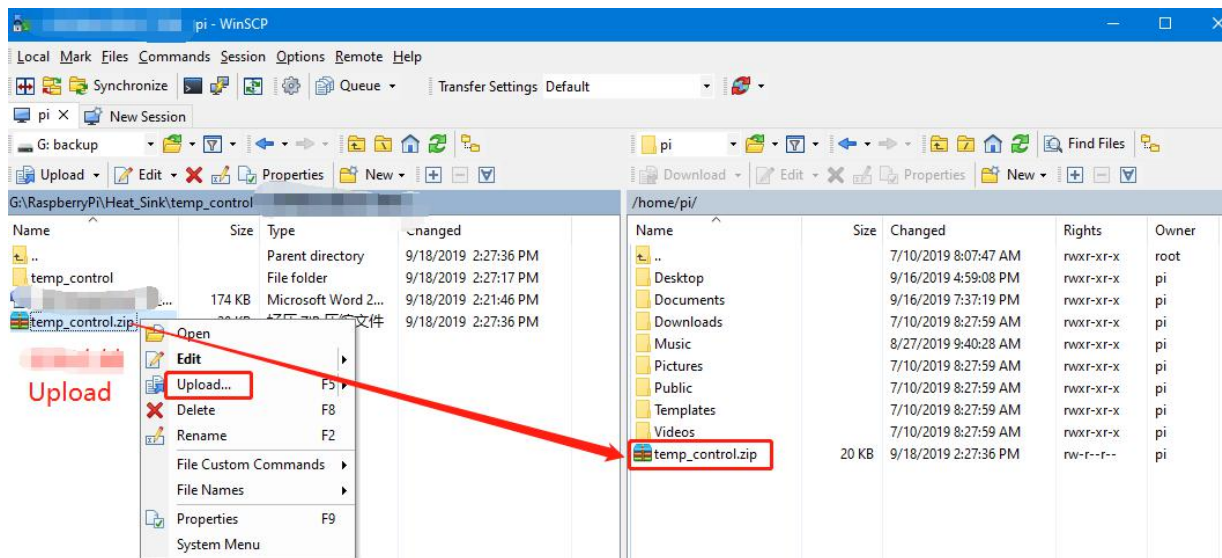 pi - WinSCP
Local Mark Files Commands Session Options Remote Help
Synchronize Queue Transfer Settings Default
pi New Session
G: backup
Upload Edit Properties New
G:\RaspberryPi\Heat_Sink\temp_control
Name Size Type Changed
.. Parent directory 9/18/2019 2:27:36 PM
temp_control File folder 9/18/2019 2:27:17 PM
174 KB Microsoft Word 2... 9/18/2019 2:21:46 PM
temp_control.zip 20 KB ZIP 压缩文件 9/18/2019 2:27:36 PM
Upload
Open
Edit
Upload... F5
Delete F8
Rename F2
File Custom Commands
File Names
Properties F9
System Menu
pi Find Files
Download Edit Properties New
/home/pi/
Name Size Changed Rights Owner
.. 7/10/2019 8:07:47 AM rwxr-xr-x root
Desktop 9/16/2019 4:59:08 PM rwxr-xr-x pi
Documents 9/16/2019 7:37:19 PM rwxr-xr-x pi
Downloads 7/10/2019 8:27:59 AM rwxr-xr-x pi
Music 8/27/2019 9:40:28 AM rwxr-xr-x pi
Pictures 7/10/2019 8:27:59 AM rwxr-xr-x pi
Public 7/10/2019 8:27:59 AM rwxr-xr-x pi
Templates 7/10/2019 8:27:59 AM rwxr-xr-x pi
Videos 7/10/2019 8:27:59 AM rwxr-xr-x pi
temp_control.zip 20 KB 9/18/2019 2:27:36 PM rw-r--r-- pi